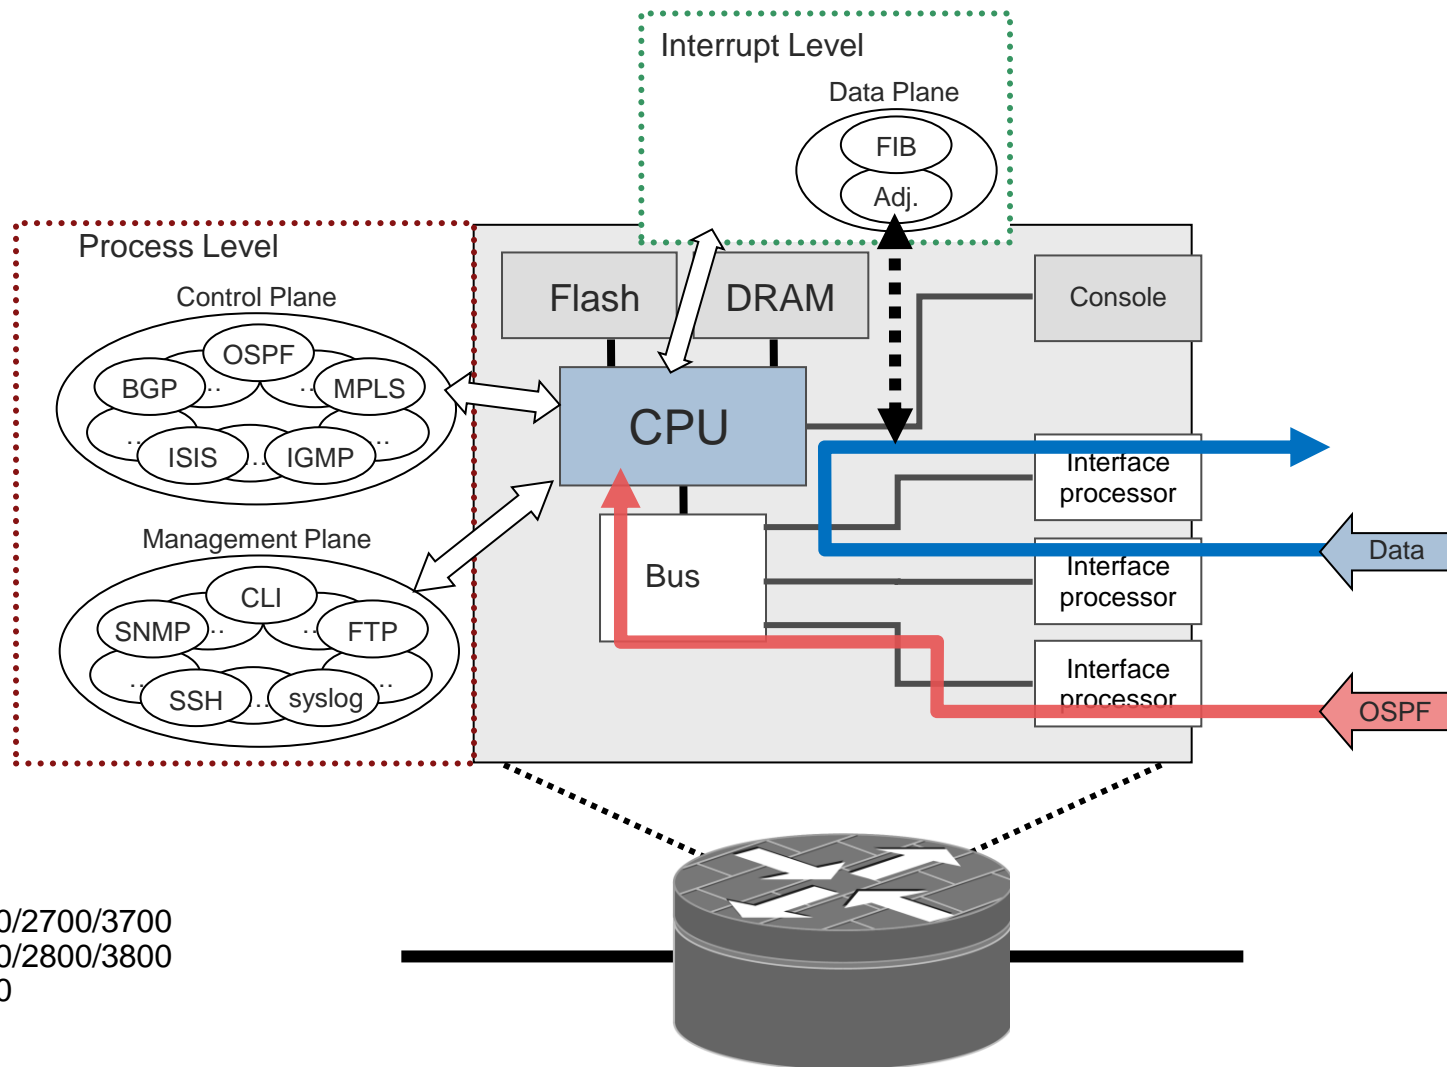 Interrupt Level
Data Plane
FIB
Adj.
Process Level
Control Plane
OSPF
BGP
..
..
MPLS
..
...
ISIS
...
IGMP
Management Plane
CLI
SNMP
..
..
FTP
..
..
SSH
...
syslog
Flash
DRAM
Console
CPU
Interface
processor
Bus
Interface
processor
Data
Interface
processor
OSPF
0/2700/3700
0/2800/3800
0